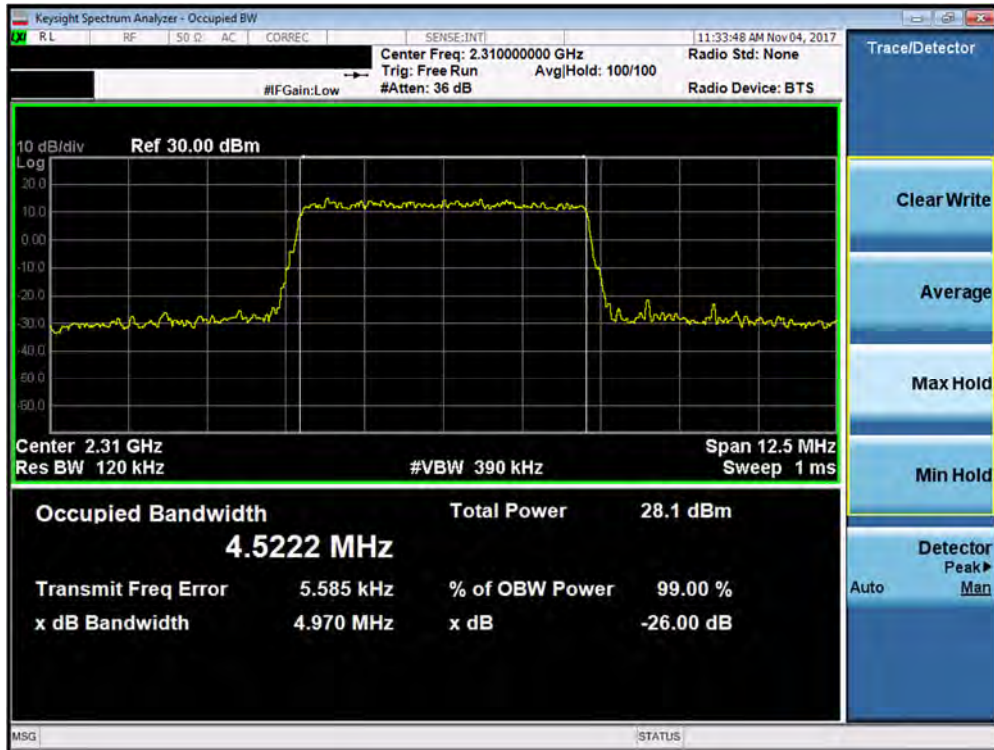 Keysight Spectrum Analyzer - Occupied BW
LXI RL RF 50 Ω AC CORREC SENSE:INT 11:33:48 AM Nov 04, 2017
Center Freq: 2.310000000 GHz Radio Std: None
Trig: Free Run Avg|Hold: 100/100
#IFGain:Low #Atten: 36 dB Radio Device: BTS
Trace/Detector
10 dB/div Ref 30.00 dBm
Log
20.0
10.0
0.00
-10.0
-20.0
-30.0
-40.0
-60.0
Center 2.31 GHz Span 12.5 MHz
Res BW 120 kHz #VBW 390 kHz Sweep 1 ms
Clear Write
Average
Max Hold
Min Hold
Detector
Peak▶
Auto Man
Occupied Bandwidth Total Power 28.1 dBm
4.5222 MHz
Transmit Freq Error 5.585 kHz % of OBW Power 99.00 %
x dB Bandwidth 4.970 MHz x dB -26.00 dB
MSG STATUS